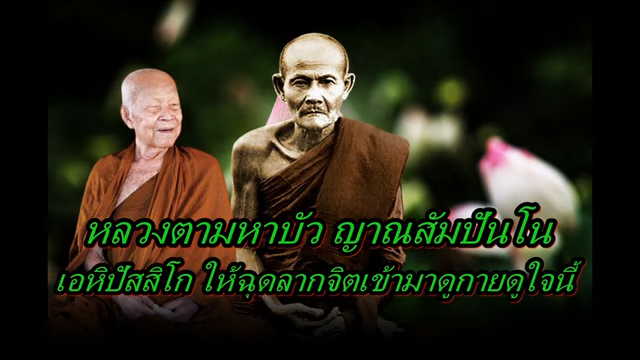 หลวงตามหาบัว ญาณสัมปันโน
เอหิปัสสิโก ให้ฉุดลากจิตเข้ามาดูกายดูใจนี้